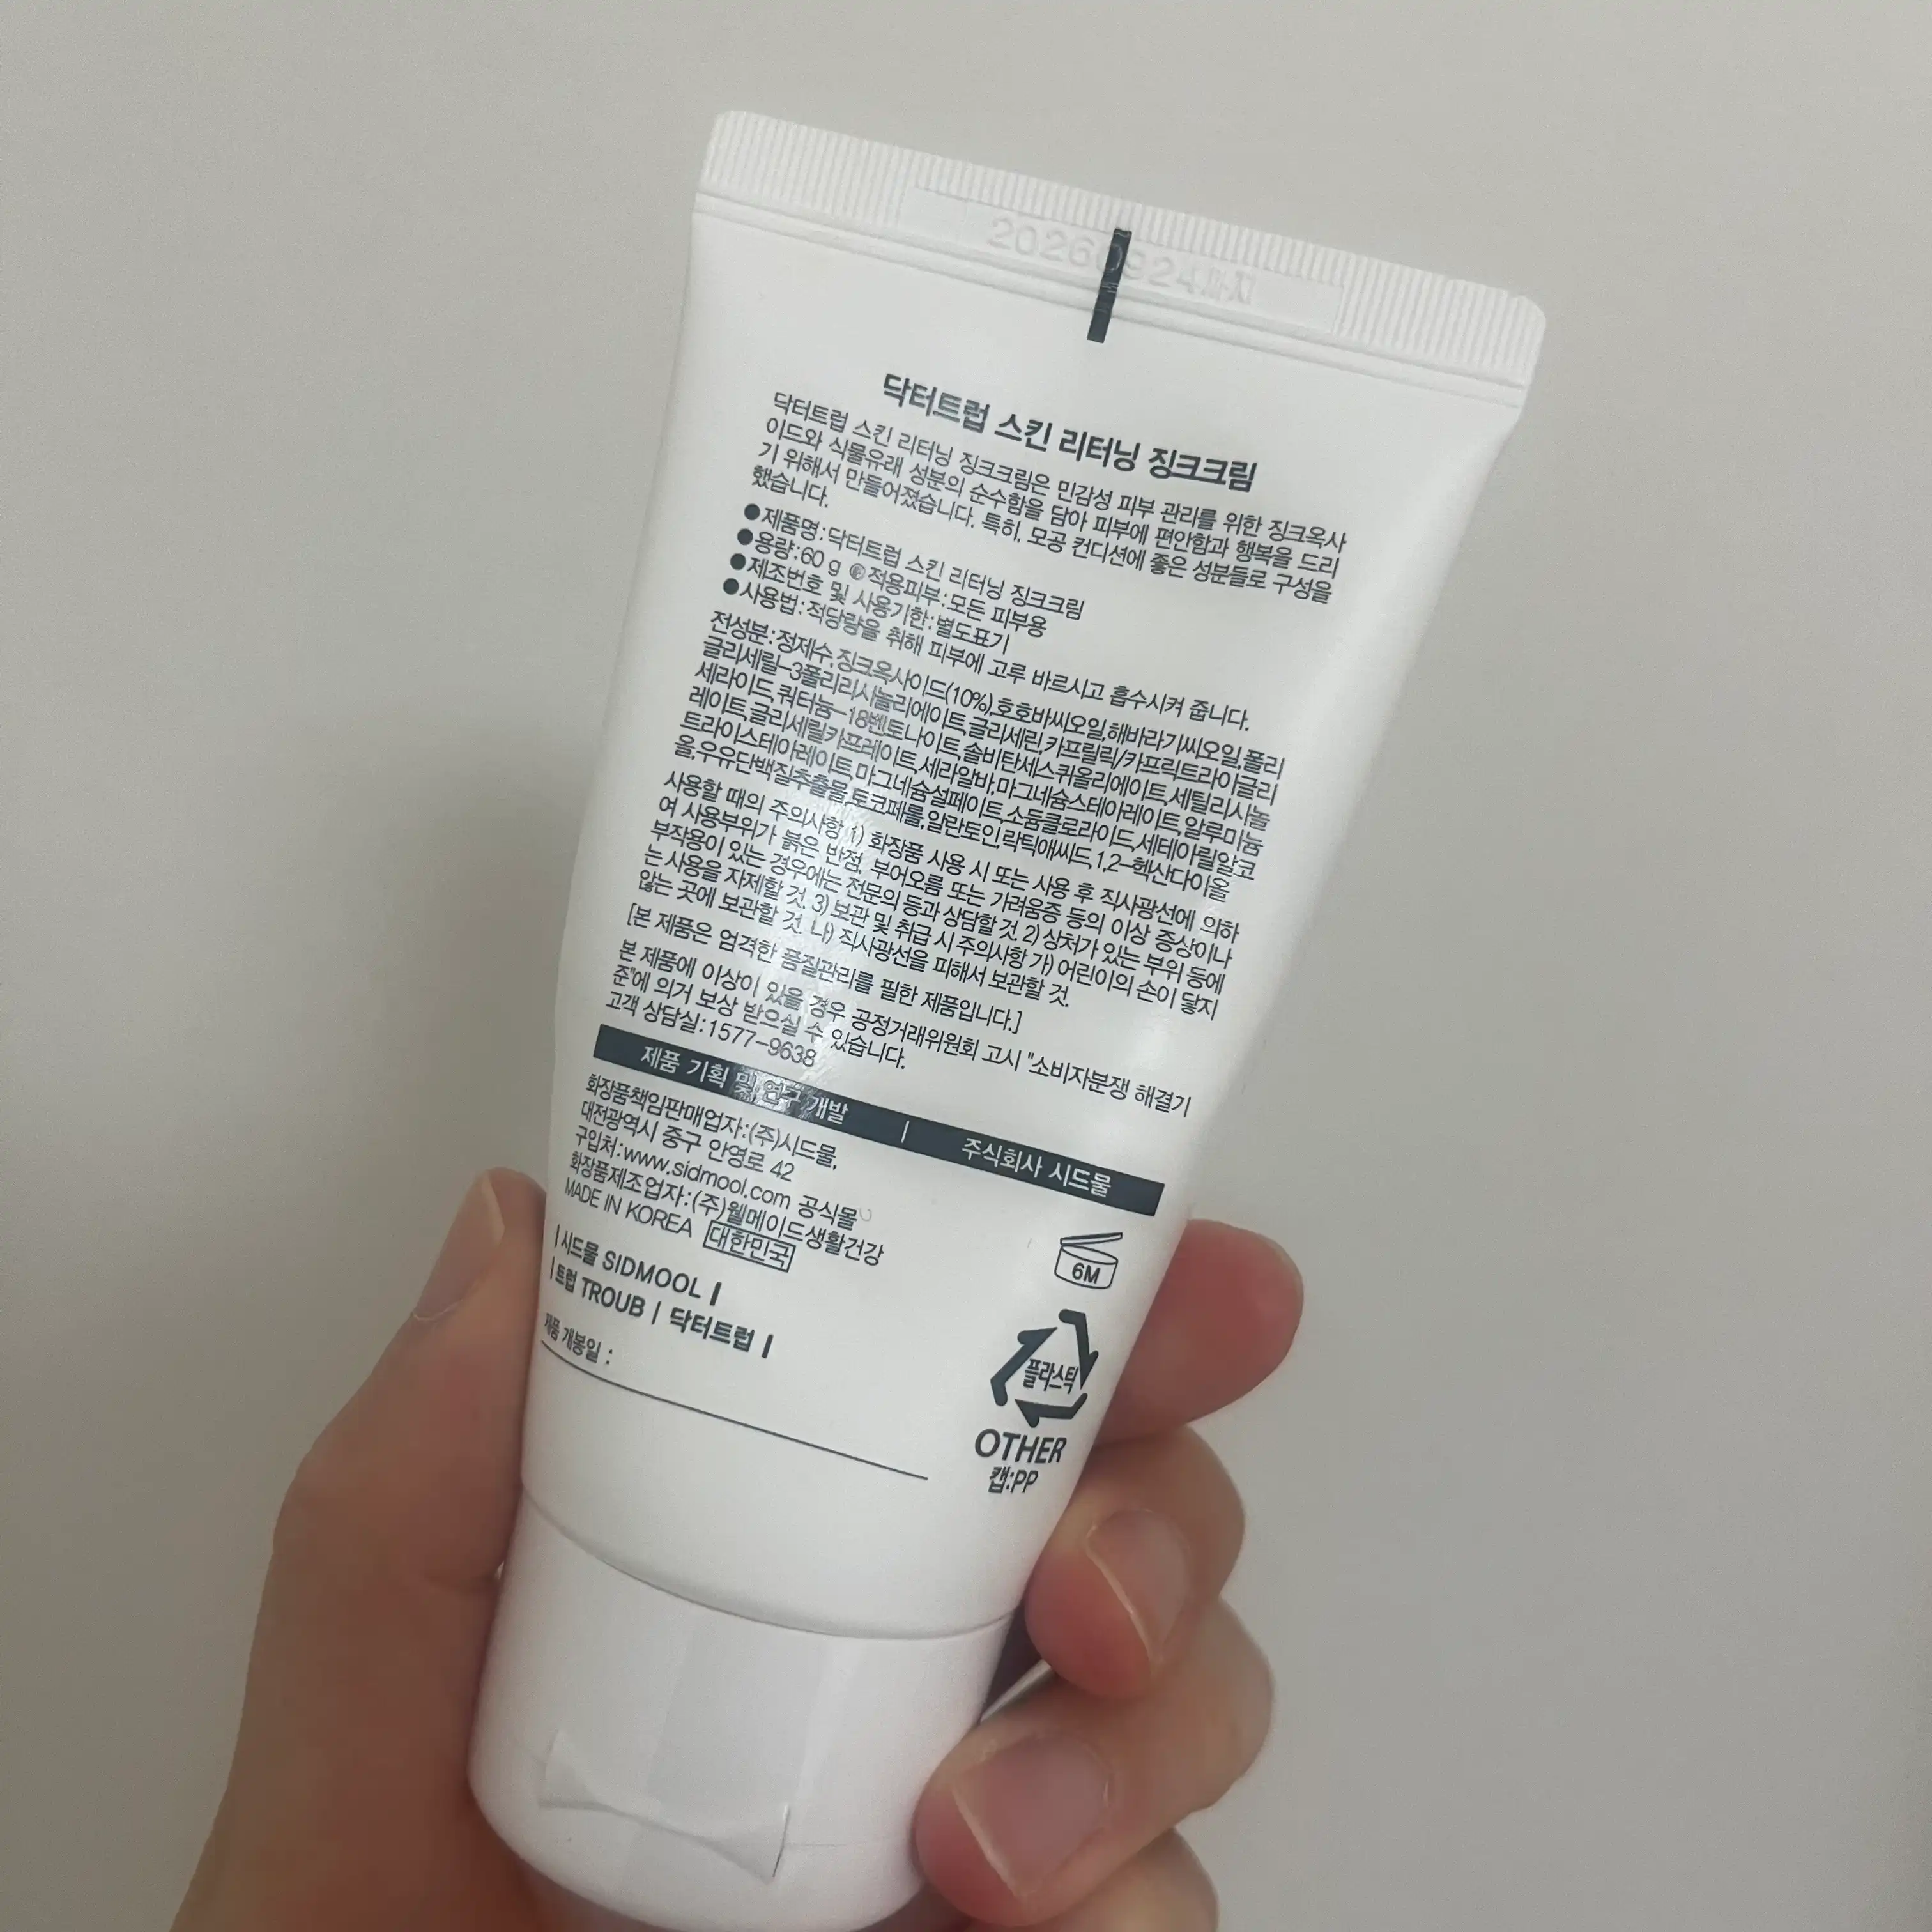 20260924까지
닥터트럽 스킨 리터닝 징크크림
닥터트럽 스킨 리터닝 징크크림은 민감성 피부 관리를 위한 징크옥사
이드와 식물유래 성분의 순수함을 담아 피부에 편안함과 행복을 드리
기 위해서 만들어졌습니다. 특히, 모공 컨디션에 좋은 성분들로 구성을
했습니다.
●제품명:닥터트럽 스킨 리터닝 징크크림
●용량:60 g ●적용피부:모든 피부용
●제조번호 및 사용기한:별도표기
●사용법:적당량을 취해 피부에 고루 바르시고 흡수시켜 줍니다.
전성분:정제수,징크옥사이드(10%),호호바씨오일,해바라기씨오일,폴리
글리세릴-3폴리리시놀리에이트,글리세린,카프릴릭/카프릭트라이글리
세라이드,쿼터늄-18벤토나이트,솔비탄세스퀴올리에이트,세틸리시놀
레이트,글리세릴카프레이트,세라알바,마그네슘스테아레이트,알루미늄
트라이스테아레이트,마그네슘설페이트,소듐클로라이드,세테아릴알코
올,우유단백질추출물,토코페롤,알란토인,락틱애씨드,1,2-헥산다이올
사용할 때의 주의사항 1) 화장품 사용 시 또는 사용 후 직사광선에 의하
여 사용부위가 붉은 반점, 부어오름 또는 가려움증 등의 이상 증상이나
부작용이 있는 경우에는 전문의 등과 상담할 것. 2) 상처가 있는 부위 등에
는 사용을 자제할 것. 3) 보관 및 취급 시 주의사항 가) 어린이의 손이 닿지
않는 곳에 보관할 것. 나) 직사광선을 피해서 보관할 것.
[본 제품은 엄격한 품질관리를 필한 제품입니다.]
본 제품에 이상이 있을 경우 공정거래위원회 고시 "소비자분쟁 해결기
준"에 의거 보상 받으실 수 있습니다.
고객 상담실:1577-9638
제품 기획 및 연구 개발 | 주식회사 시드물
화장품책임판매업자:(주)시드물,
대전광역시 중구 안영로 42
구입처:www.sidmool.com 공식몰
화장품제조업자:(주)웰메이드생활건강
MADE IN KOREA 대한민국
| 시드물 SIDMOOL |
| 트럽 TROUB | 닥터트럽 |
제품 개봉일 :
6M
플라스틱
OTHER
캡:PP